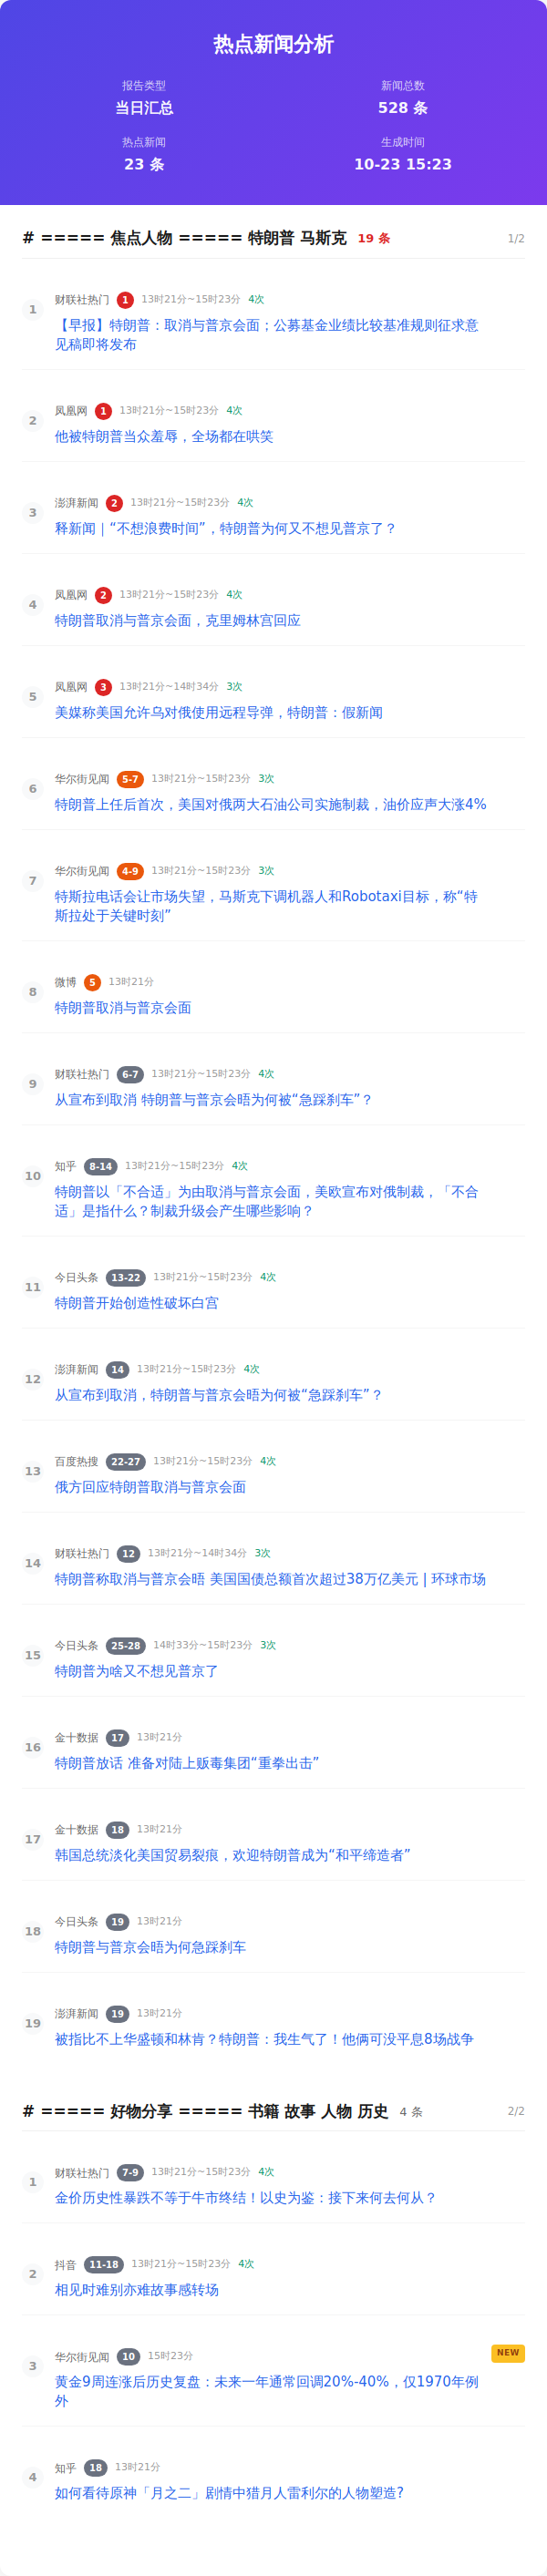 热点新闻分析
报告类型 新闻总数
当日汇总 528 条
热点新闻 生成时间
23 条 10-23 15:23
# ===== 焦点人物 ===== 特朗普 马斯克 19 条 1/2
1 财联社热门 1 13时21分~15时23分 4次
【早报】特朗普：取消与普京会面；公募基金业绩比较基准规则征求意
见稿即将发布
2 凤凰网 1 13时21分~15时23分 4次
他被特朗普当众羞辱，全场都在哄笑
3 澎湃新闻 2 13时21分~15时23分 4次
释新闻｜“不想浪费时间”，特朗普为何又不想见普京了？
4 凤凰网 2 13时21分~15时23分 4次
特朗普取消与普京会面，克里姆林宫回应
5 凤凰网 3 13时21分~14时34分 3次
美媒称美国允许乌对俄使用远程导弹，特朗普：假新闻
6 华尔街见闻 5-7 13时21分~15时23分 3次
特朗普上任后首次，美国对俄两大石油公司实施制裁，油价应声大涨4%
7 华尔街见闻 4-9 13时21分~15时23分 3次
特斯拉电话会让市场失望，马斯克下调机器人和Robotaxi目标，称“特
斯拉处于关键时刻”
8 微博 5 13时21分
特朗普取消与普京会面
9 财联社热门 6-7 13时21分~15时23分 4次
从宣布到取消 特朗普与普京会晤为何被“急踩刹车”？
10 知乎 8-14 13时21分~15时23分 4次
特朗普以「不合适」为由取消与普京会面，美欧宣布对俄制裁，「不合
适」是指什么？制裁升级会产生哪些影响？
11 今日头条 13-22 13时21分~15时23分 4次
特朗普开始创造性破坏白宫
12 澎湃新闻 14 13时21分~15时23分 4次
从宣布到取消，特朗普与普京会晤为何被“急踩刹车”？
13 百度热搜 22-27 13时21分~15时23分 4次
俄方回应特朗普取消与普京会面
14 财联社热门 12 13时21分~14时34分 3次
特朗普称取消与普京会晤 美国国债总额首次超过38万亿美元 | 环球市场
15 今日头条 25-28 14时33分~15时23分 3次
特朗普为啥又不想见普京了
16 金十数据 17 13时21分
特朗普放话 准备对陆上贩毒集团“重拳出击”
17 金十数据 18 13时21分
韩国总统淡化美国贸易裂痕，欢迎特朗普成为“和平缔造者”
18 今日头条 19 13时21分
特朗普与普京会晤为何急踩刹车
19 澎湃新闻 19 13时21分
被指比不上华盛顿和林肯？特朗普：我生气了！他俩可没平息8场战争
# ===== 好物分享 ===== 书籍 故事 人物 历史 4 条 2/2
1 财联社热门 7-9 13时21分~15时23分 4次
金价历史性暴跌不等于牛市终结！以史为鉴：接下来何去何从？
2 抖音 11-18 13时21分~15时23分 4次
相见时难别亦难故事感转场
3 华尔街见闻 10 15时23分 NEW
黄金9周连涨后历史复盘：未来一年通常回调20%-40%，仅1970年例
外
4 知乎 18 13时21分
如何看待原神「月之二」剧情中猎月人雷利尔的人物塑造?